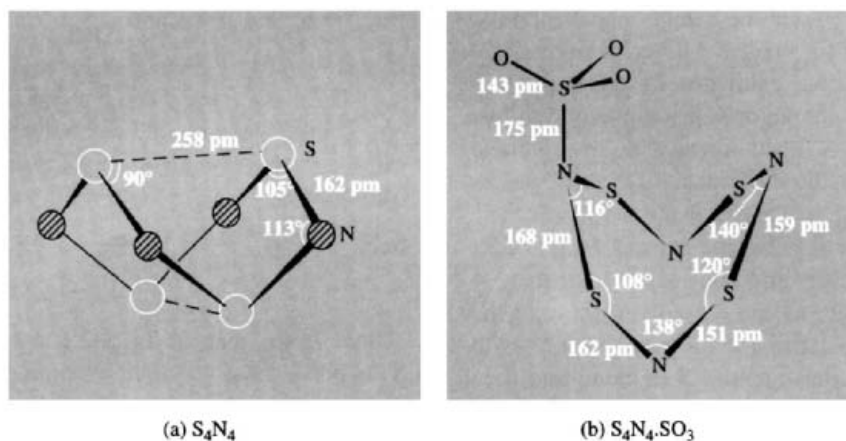 258 pm
S
90°
105°
162 pm
113°
N
(a) S₄N₄
O
O
O
S
143 pm
175 pm
N
N
S
S
116°
140°
159 pm
168 pm
N
120°
108°
S
S
138°
162 pm
151 pm
N
(b) S₄N₄.SO₃